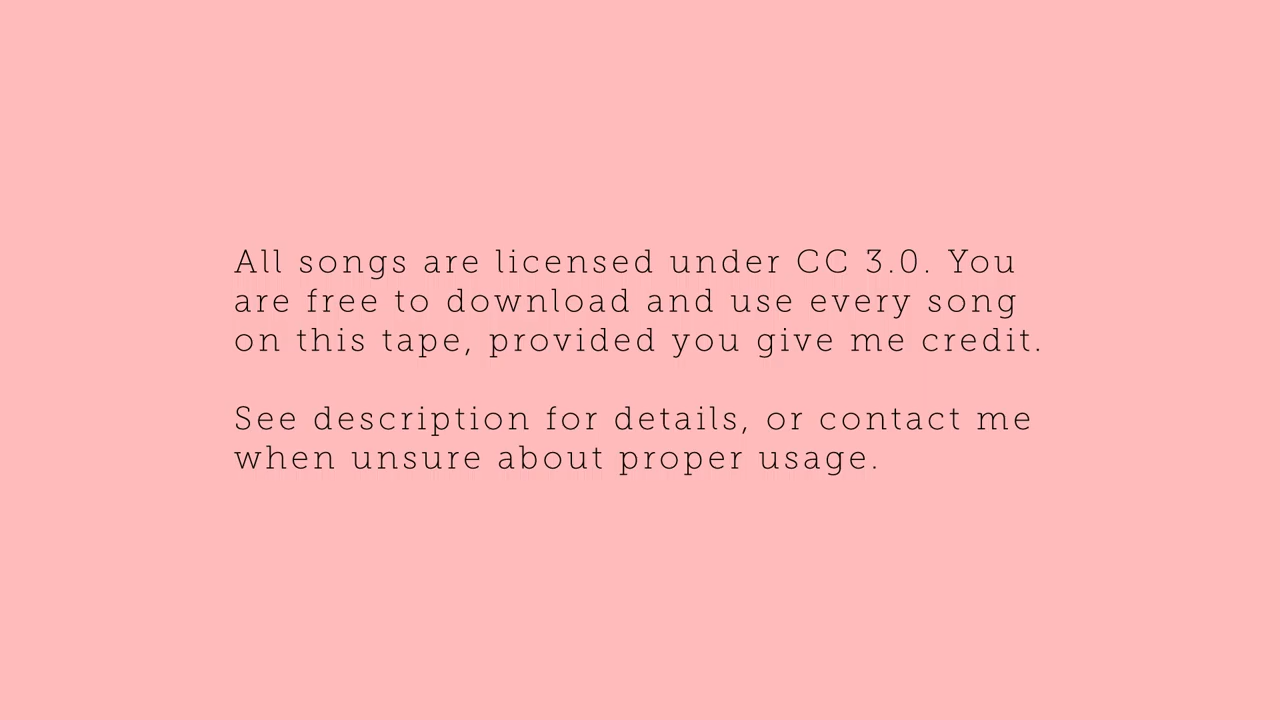 All songs are licensed under CC 3.0. You
are free to download and use every song
on this tape, provided you give me credit.
See description for details, or contact me
when unsure about proper usage.